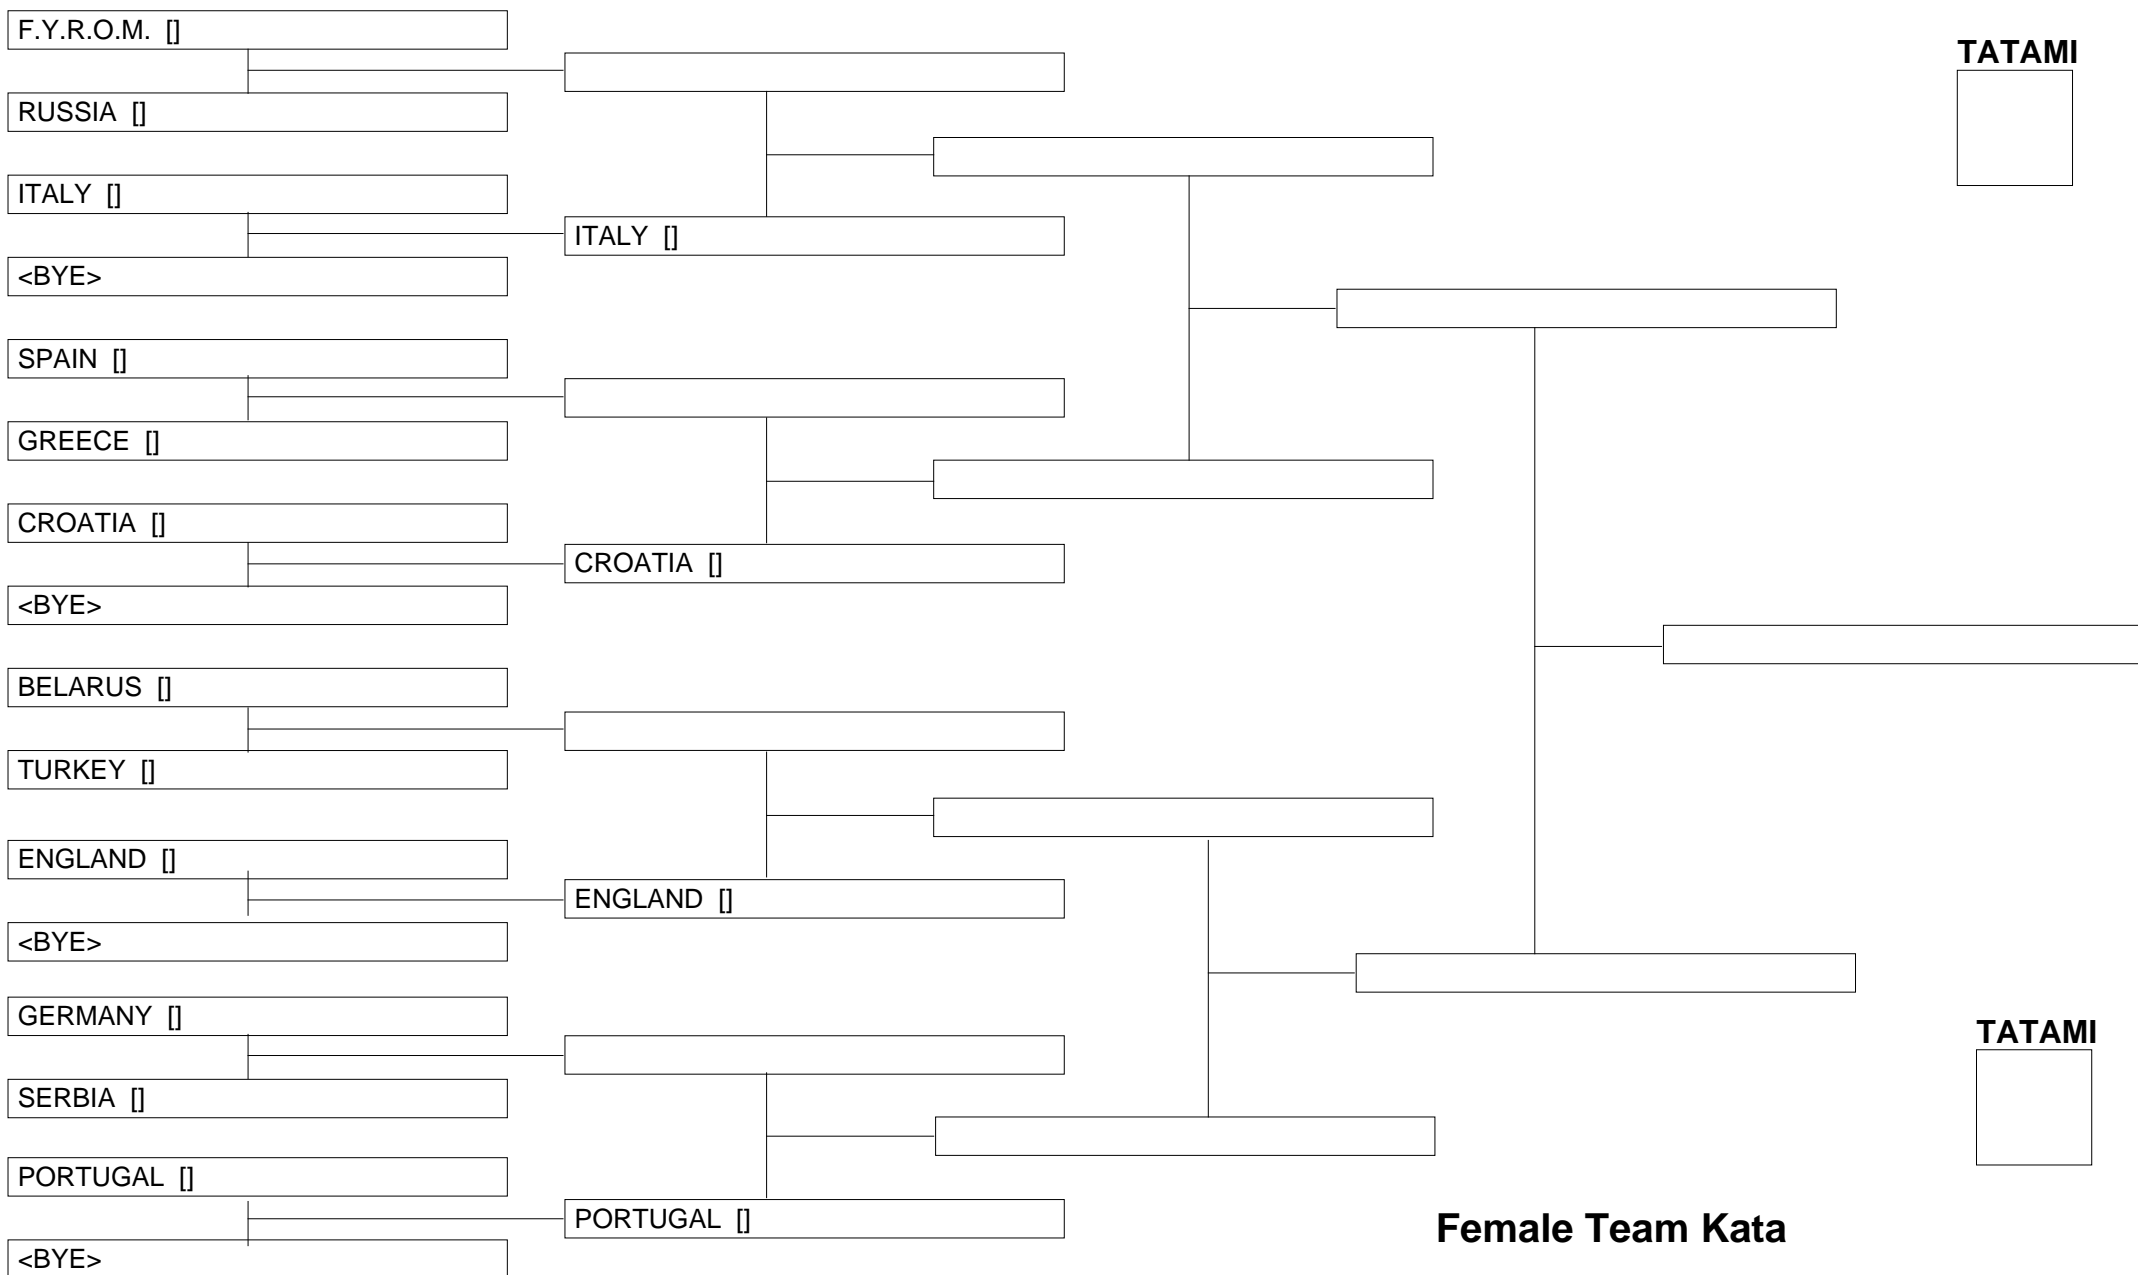 F.Y.R.O.M. []
TATAMI
RUSSIA []
ITALY []
ITALY []
<BYE>
SPAIN []
GREECE []
CROATIA []
CROATIA []
<BYE>
BELARUS []
TURKEY []
ENGLAND []
ENGLAND []
<BYE>
GERMANY []
TATAMI
SERBIA []
PORTUGAL []
PORTUGAL []
Female Team Kata
<BYE>